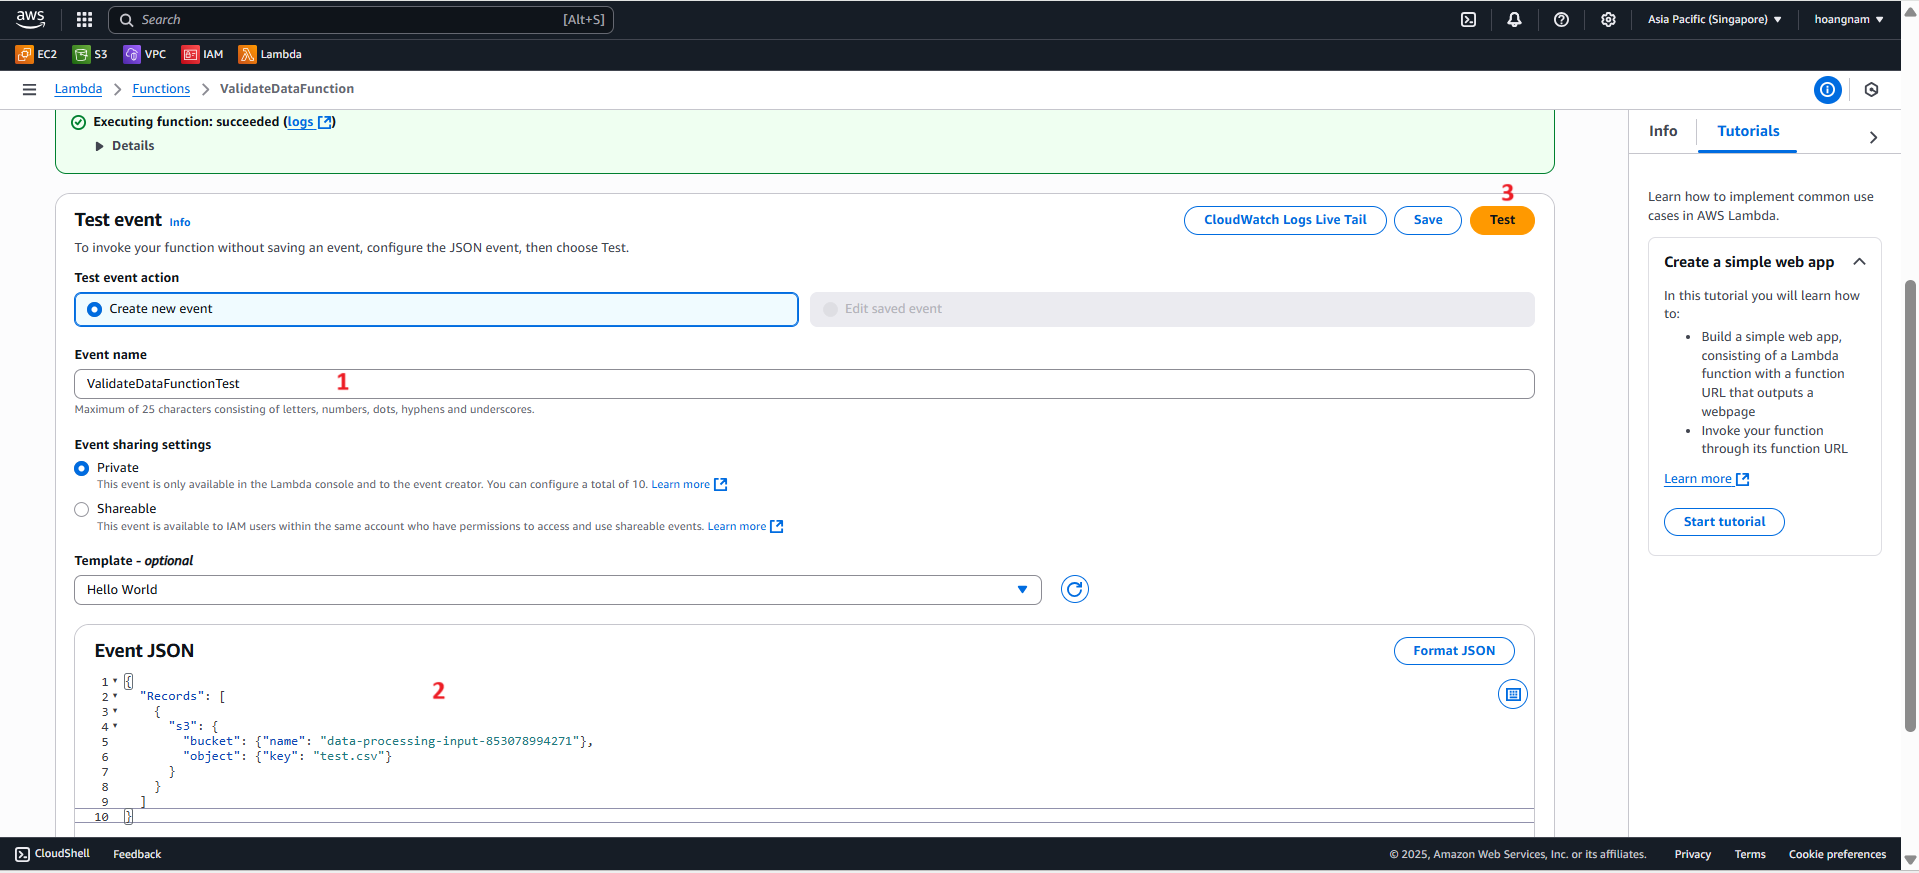 aws
Search [Alt+S]
Asia Pacific (Singapore) hoangnam
EC2 S3 VPC IAM Lambda
Lambda Functions ValidateDataFunction
Executing function: succeeded (logs)
Details
Info Tutorials
Test event Info
CloudWatch Logs Live Tail Save Test
3
To invoke your function without saving an event, configure the JSON event, then choose Test.
Test event action
Create new event Edit saved event
Event name
ValidateDataFunctionTest 1
Maximum of 25 characters consisting of letters, numbers, dots, hyphens and underscores.
Event sharing settings
Private
This event is only available in the Lambda console and to the event creator. You can configure a total of 10. Learn more
Shareable
This event is available to IAM users within the same account who have permissions to access and use shareable events. Learn more
Template - optional
Hello World
Event JSON Format JSON
2
1 {
2 "Records": [
3 {
4 "s3": {
5 "bucket": {"name": "data-processing-input-853078994271"},
6 "object": {"key": "test.csv"}
7 }
8 }
9 ]
10 }
Learn how to implement common use
cases in AWS Lambda.
Create a simple web app
In this tutorial you will learn how
to:
• Build a simple web app,
consisting of a Lambda
function with a function
URL that outputs a
webpage
• Invoke your function
through its function URL
Learn more
Start tutorial
CloudShell Feedback
© 2025, Amazon Web Services, Inc. or its affiliates. Privacy Terms Cookie preferences